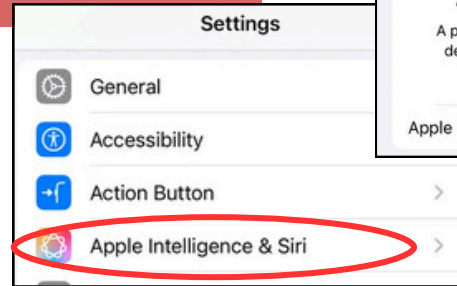 Settings
A p
de
General
Accessibility
Apple
Action Button
Apple Intelligence & Siri